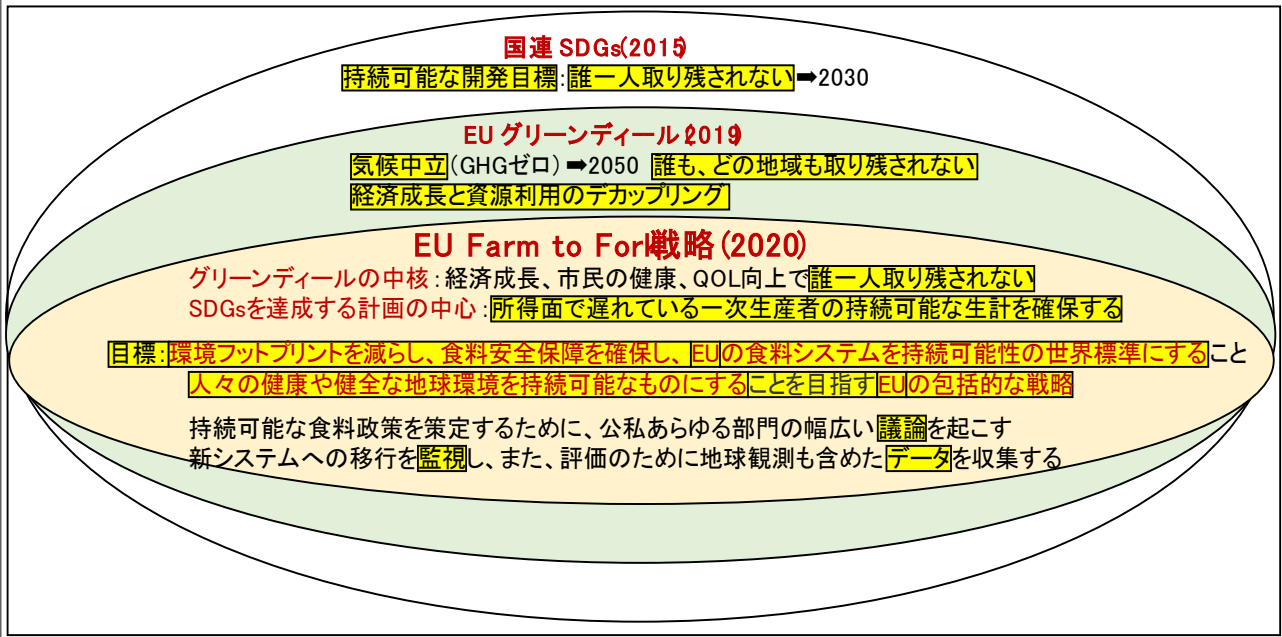 国連 SDGs(2015)
持続可能な開発目標:誰一人取り残されない➡2030
EU グリーンディール(2019)
気候中立(GHGゼロ)➡2050 誰も、どの地域も取り残されない
経済成長と資源利用のデカップリング
EU Farm to Fork戦略(2020)
グリーンディールの中核:経済成長、市民の健康、QOL向上で誰一人取り残されない
SDGsを達成する計画の中心:所得面で遅れている一次生産者の持続可能な生計を確保する
目標:環境フットプリントを減らし、食料安全保障を確保し、EUの食料システムを持続可能性の世界標準にすること
人々の健康や健全な地球環境を持続可能なものにすることを目指すEUの包括的な戦略
持続可能な食料政策を策定するために、公私あらゆる部門の幅広い議論を起こす
新システムへの移行を監視し、また、評価のために地球観測も含めたデータを収集する